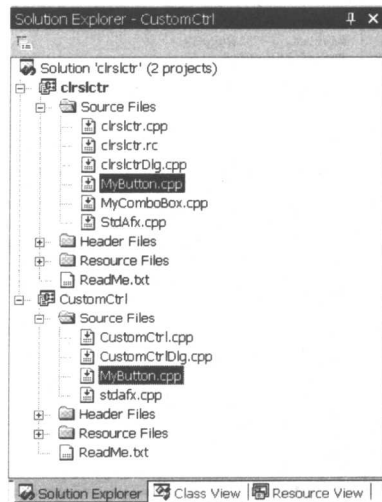 Solution Explorer - CustomCtrl
Solution 'clrslctr' (2 projects)
clrslctr
Source Files
clrslctr.cpp
clrslctr.rc
clrslctrDlg.cpp
MyButton.cpp
MyComboBox.cpp
StdAfx.cpp
Header Files
Resource Files
ReadMe.txt
CustomCtrl
Source Files
CustomCtrl.cpp
CustomCtrlDlg.cpp
MyButton.cpp
stdafx.cpp
Header Files
Resource Files
ReadMe.txt
Solution Explorer Class View Resource View